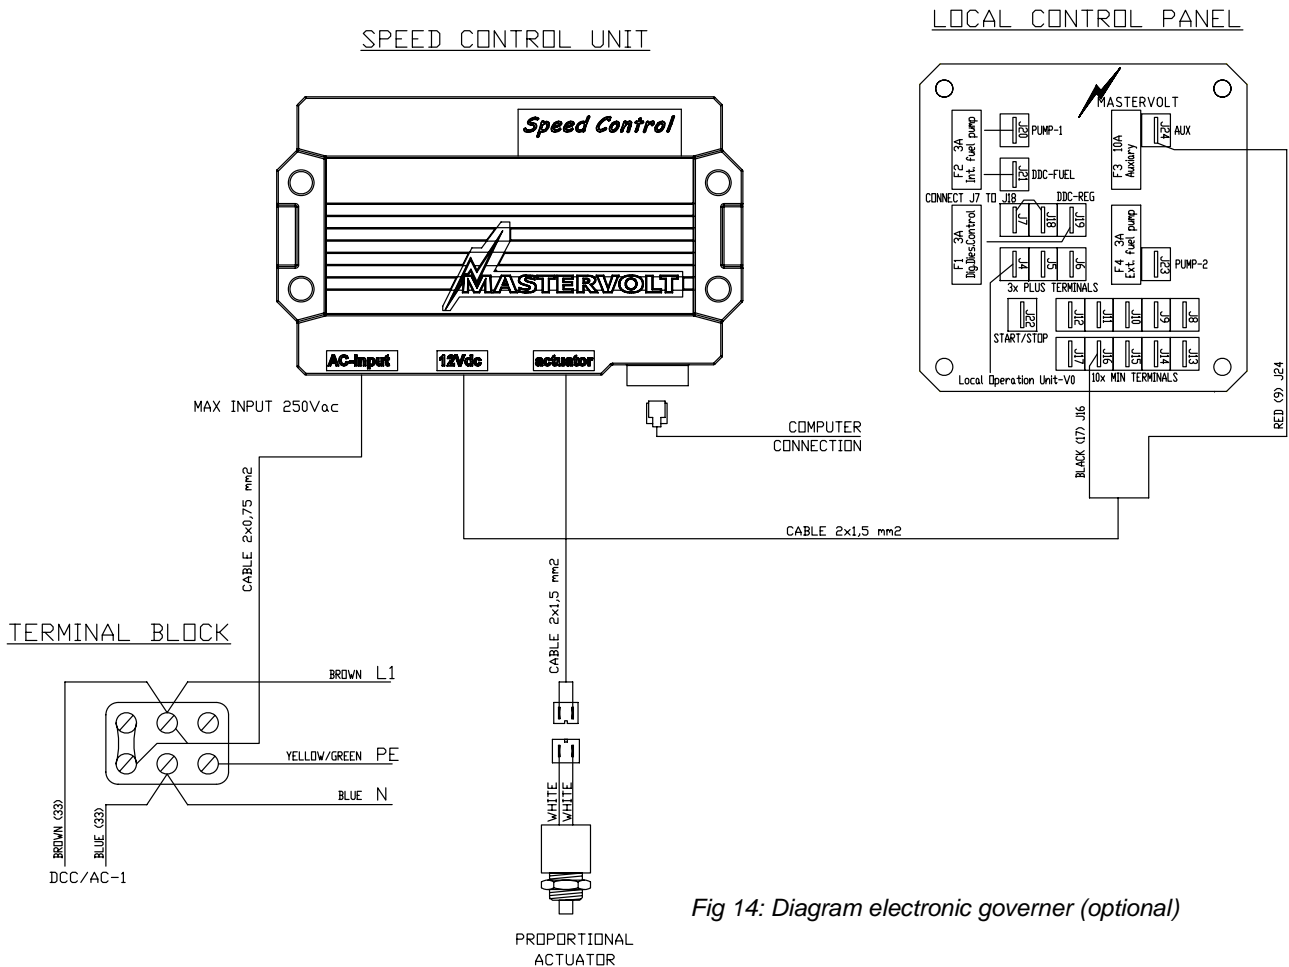 SPEED CONTROL UNIT
LOCAL CONTROL PANEL
Speed Control
MASTERVOLT
AC-input
12Vdc
actuator
MAX INPUT 250Vac
COMPUTER
CONNECTION
CABLE 2x0,75 mm2
CABLE 2x1,5 mm2
CABLE 2x1,5 mm2
MASTERVOLT
F2 3A
Int. fuel pump
J20
PUMP-1
J21
DDC-FUEL
F3 10A
Auxiary
J24
AUX
CONNECT J7 TO J18
DDC-REG
F1 3A
Dig.Dies.Control
J7
J18
J19
J4
J5
J6
3x PLUS TERMINALS
F4 3A
Ext. fuel pump
J23
PUMP-2
J22
START/STOP
J12
J11
J10
J9
J8
J17
J16
J15
J14
J13
Local Operation Unit-V0
10x MIN TERMINALS
BLACK (17) J16
RED (9) J24
TERMINAL BLOCK
BROWN L1
YELLOW/GREEN PE
BLUE N
BROWN (33)
BLUE (33)
DCC/AC-1
WHITE
WHITE
PROPORTIONAL
ACTUATOR
Fig 14: Diagram electronic governer (optional)